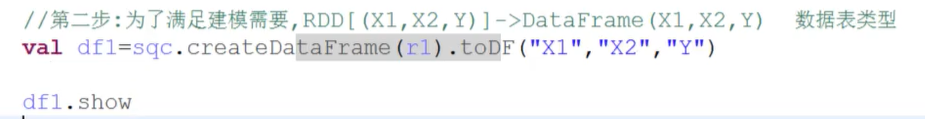 //第二步:为了满足建模需要,RDD[(X1,X2,Y)]->DataFrame(X1,X2,Y)  数据表类型
val df1=sqc.createDataFrame(r1).toDF("X1","X2","Y")
df1.show